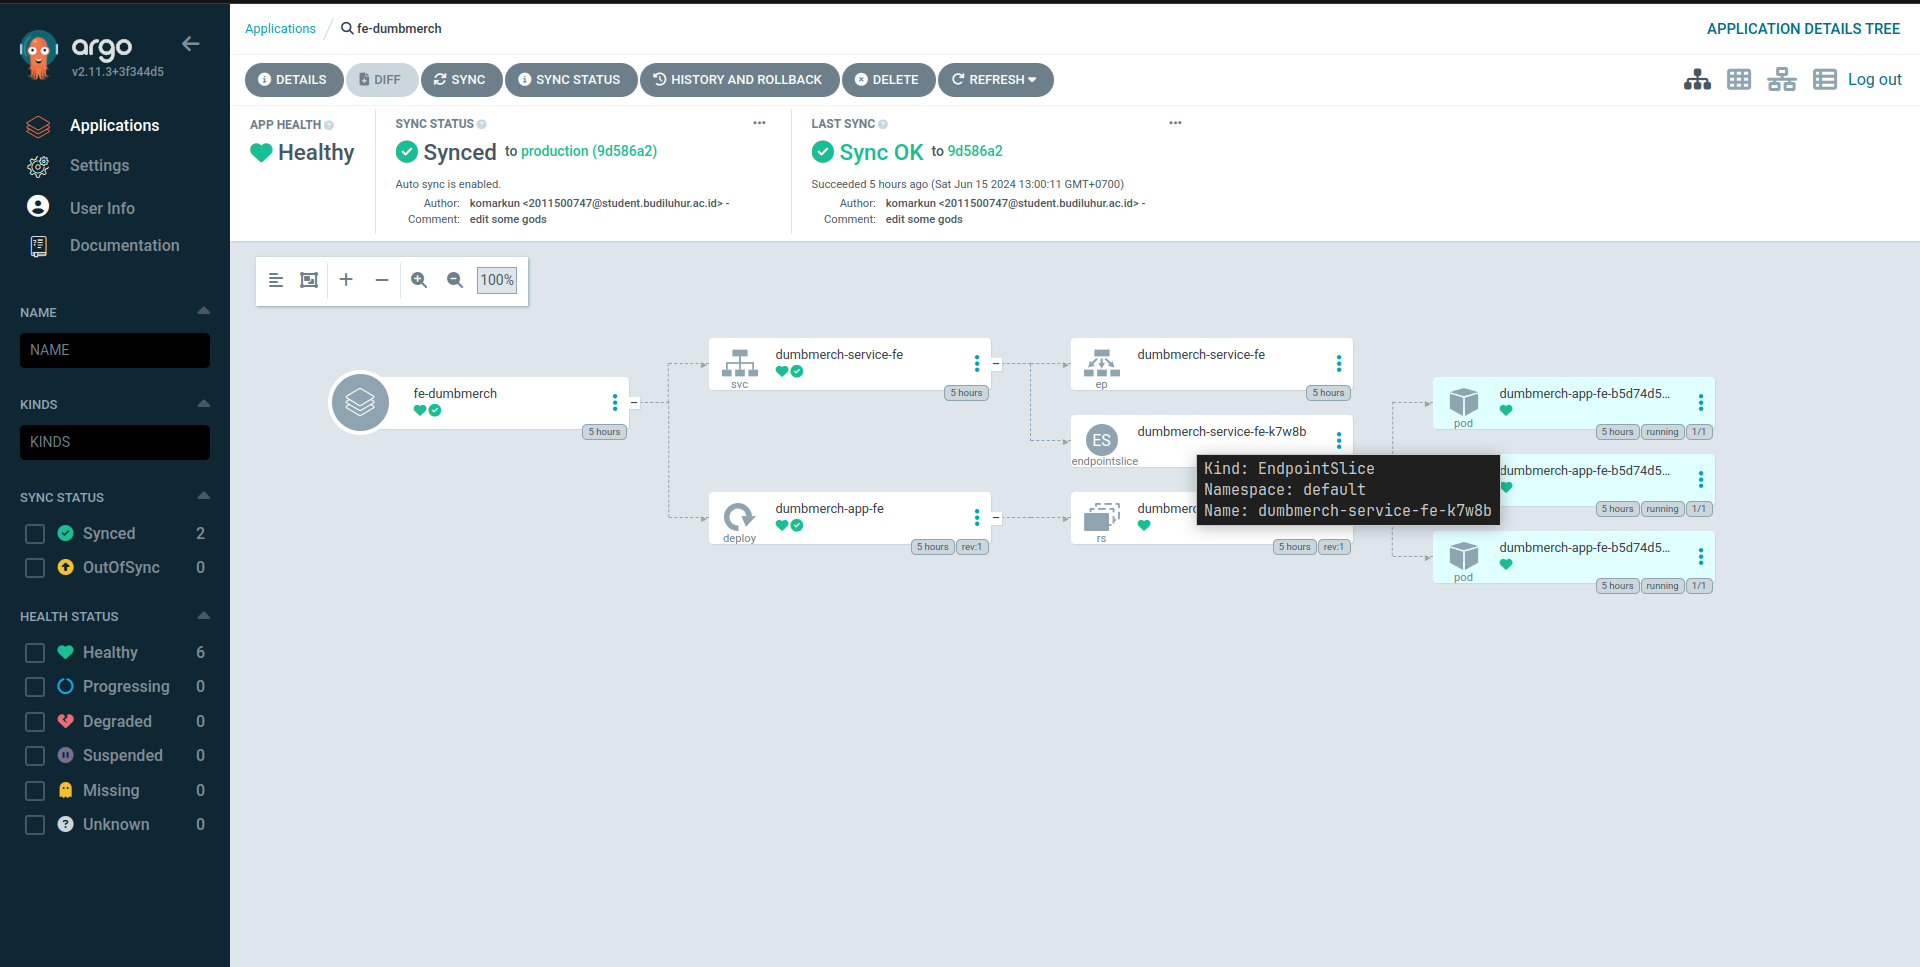 argo
v2.11.3+3f344d5
Applications
Settings
User Info
Documentation
NAME
NAME
KINDS
KINDS
SYNC STATUS
Synced 2
OutOfSync 0
HEALTH STATUS
Healthy 6
Progressing 0
Degraded 0
Suspended 0
Missing 0
Unknown 0
Applications / fe-dumbmerch
APPLICATION DETAILS TREE
DETAILS DIFF SYNC SYNC STATUS HISTORY AND ROLLBACK DELETE REFRESH
Log out
APP HEALTH
Healthy
SYNC STATUS
Synced to production (9d586a2)
Auto sync is enabled.
Author: komarkun <2011500747@student.budiluhur.ac.id> -
Comment: edit some gods
LAST SYNC
Sync OK to 9d586a2
Succeeded 5 hours ago (Sat Jun 15 2024 13:00:11 GMT+0700)
Author: komarkun <2011500747@student.budiluhur.ac.id> -
Comment: edit some gods
100%
fe-dumbmerch
5 hours
dumbmerch-service-fe
svc
5 hours
dumbmerch-app-fe
deploy
5 hours rev:1
dumbmerch-service-fe
ep
5 hours
ES
dumbmerch-service-fe-k7w8b
endpointslice
Kind: EndpointSlice
Namespace: default
Name: dumbmerch-service-fe-k7w8b
dumbmerc
rs
5 hours rev:1
dumbmerch-app-fe-b5d74d5...
pod
5 hours running 1/1
dumbmerch-app-fe-b5d74d5...
5 hours running 1/1
dumbmerch-app-fe-b5d74d5...
pod
5 hours running 1/1